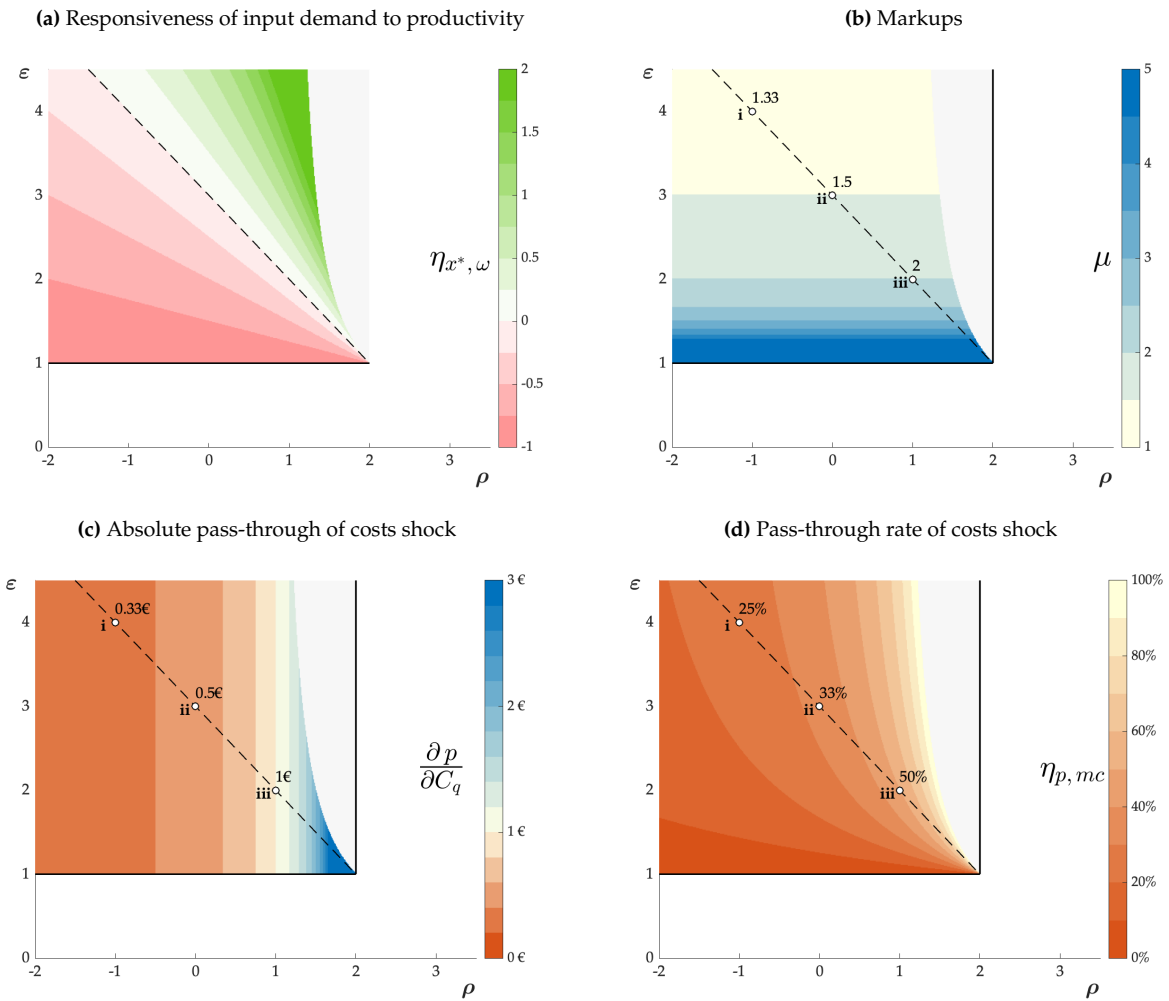 (a) Responsiveness of input demand to productivity
ε
4
3
2
1
0
-2 -1 0 1 2 3
ρ
2
1.5
1
0.5
0
-0.5
-1
η_{x*, ω}
(b) Markups
ε
4
3
2
1
0
-2 -1 0 1 2 3
ρ
1.33
i
1.5
ii
2
iii
5
4
3
2
1
μ
(c) Absolute pass-through of costs shock
ε
4
3
2
1
0
-2 -1 0 1 2 3
ρ
0.33€
i
0.5€
ii
1€
iii
3 €
2 €
1 €
0 €
∂ p
∂C_q
(d) Pass-through rate of costs shock
ε
4
3
2
1
0
-2 -1 0 1 2 3
ρ
25%
i
33%
ii
50%
iii
100%
80%
60%
40%
20%
0%
η_{p, mc}